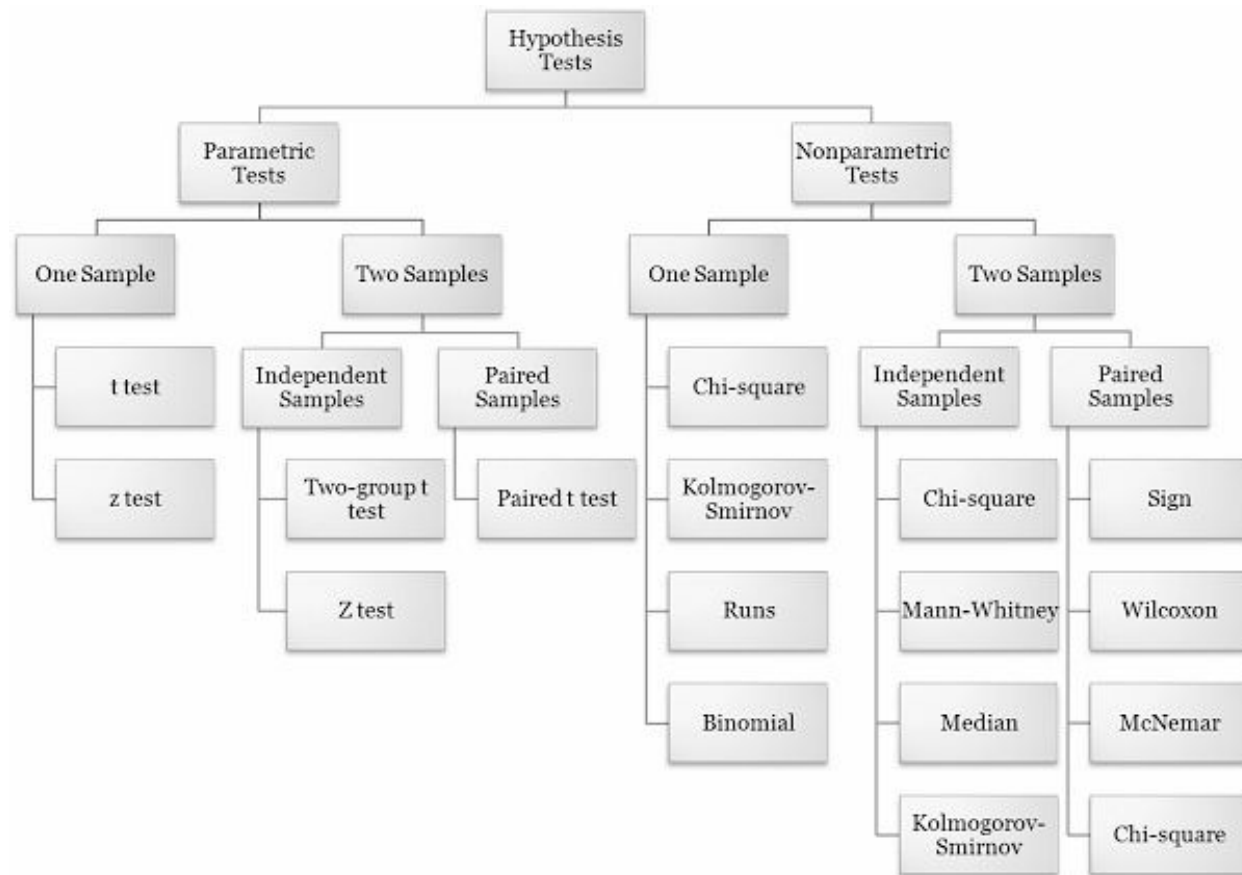 Hypothesis
Tests
Parametric
Tests
Nonparametric
Tests
One Sample
Two Samples
One Sample
Two Samples
t test
Independent
Samples
Paired
Samples
Chi-square
Independent
Samples
Paired
Samples
z test
Two-group t
test
Paired t test
Kolmogorov-
Smirnov
Chi-square
Sign
Z test
Runs
Mann-Whitney
Wilcoxon
Binomial
Median
McNemar
Kolmogorov-
Smirnov
Chi-square